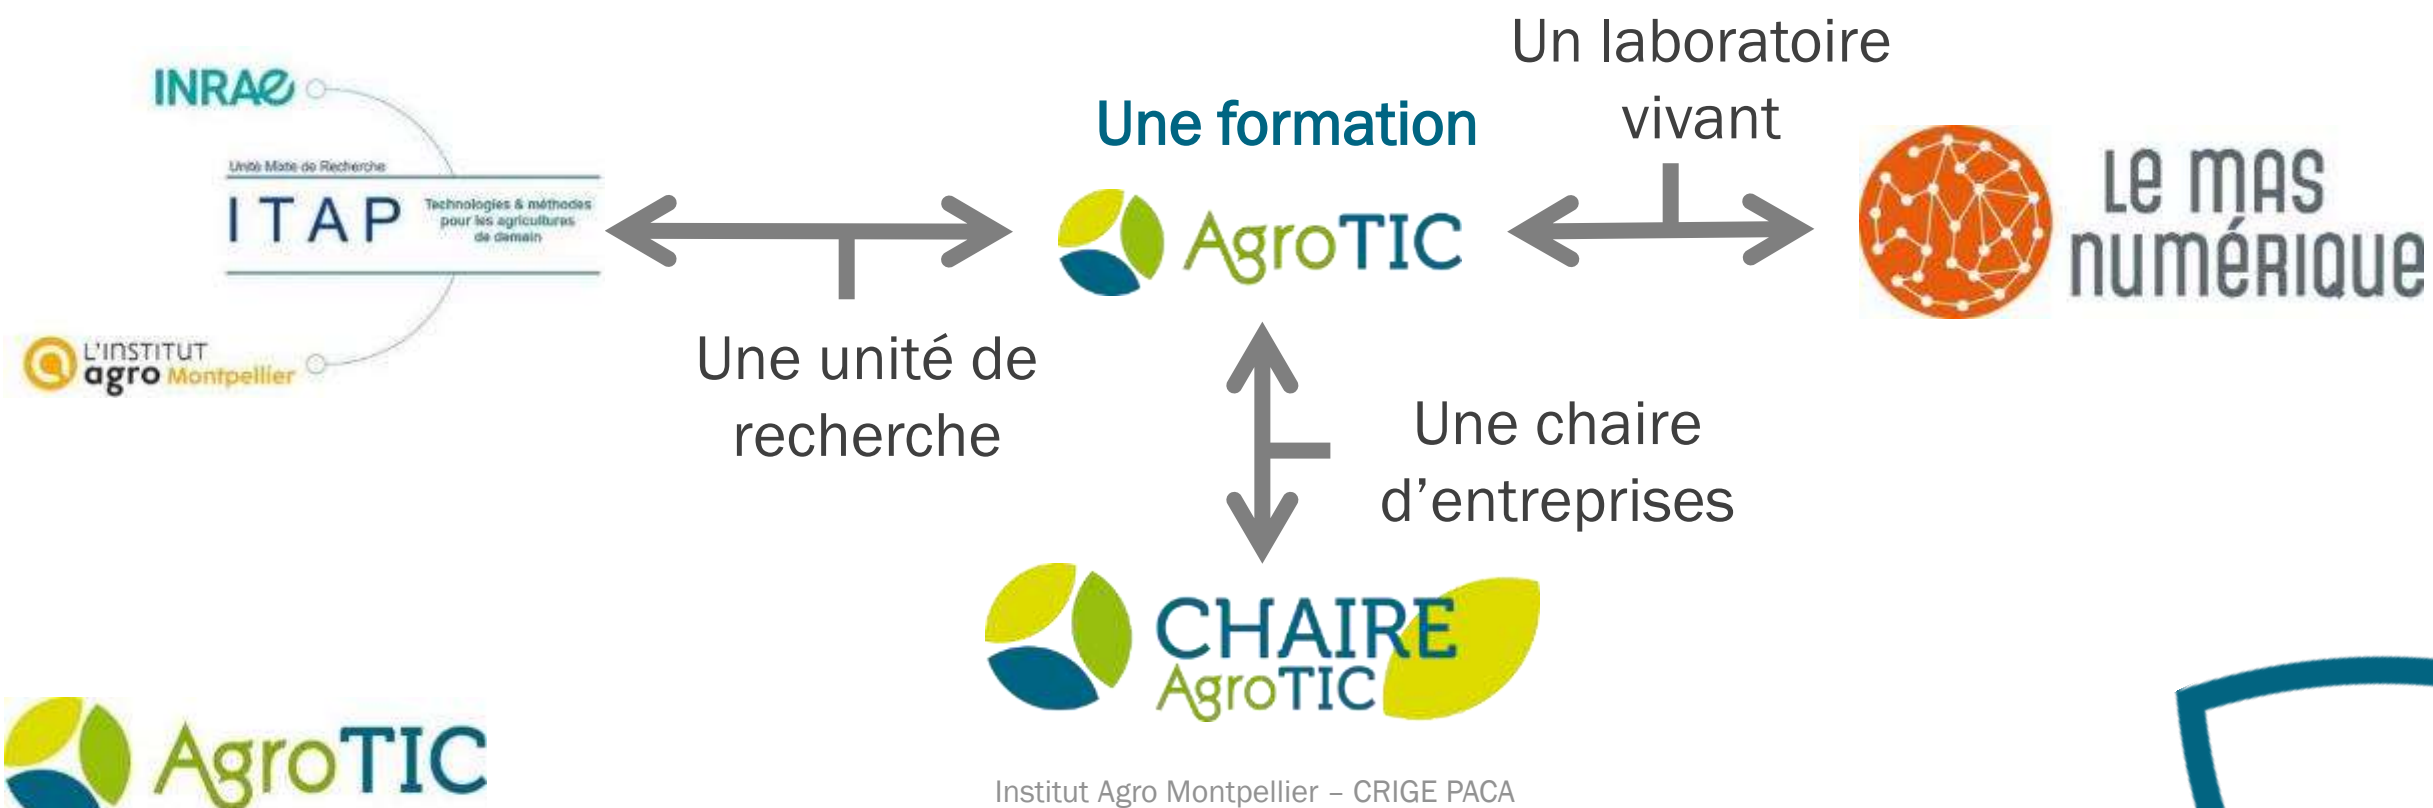 INRAE
Unité Mixte de Recherche
ITAP
Technologies & méthodes
pour les agricultures
de demain
L'INSTITUT
agro Montpellier
Une unité de
recherche
Une formation
AgroTIC
Un laboratoire
vivant
LE MAS
NUMÉRIQUE
Une chaire
d’entreprises
CHAIRE
AgroTIC
AgroTIC
Institut Agro Montpellier – CRIGE PACA